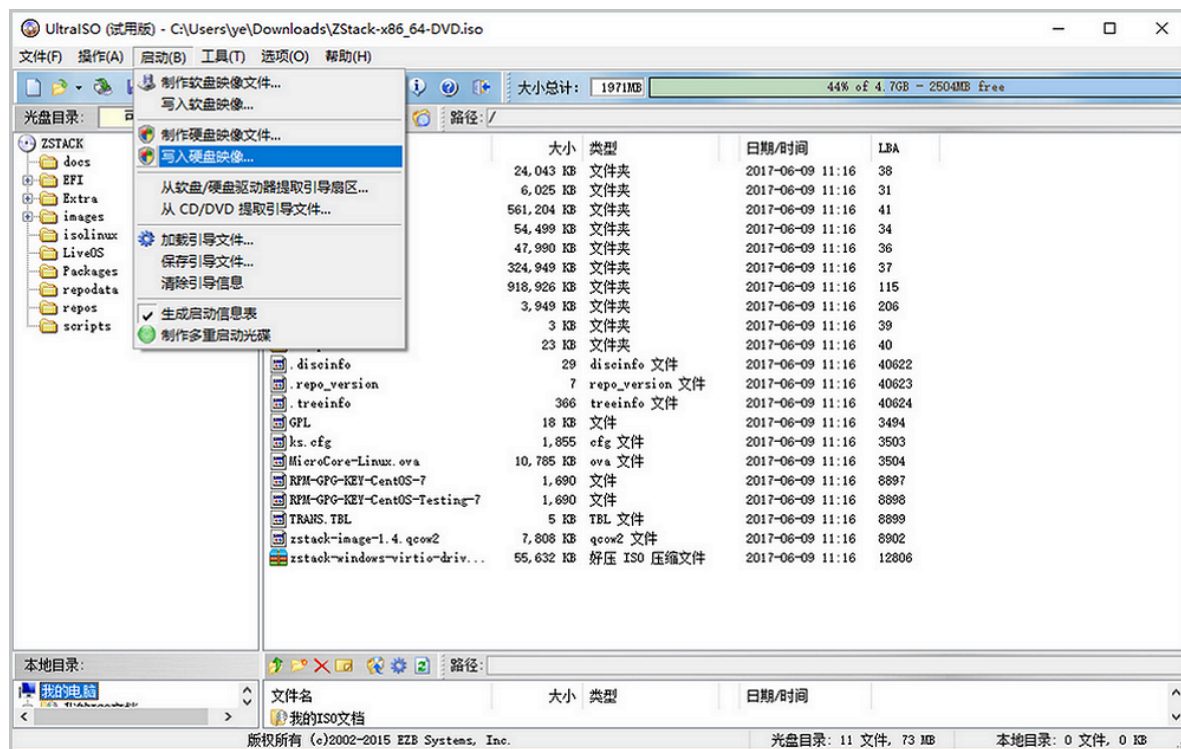 UltraISO (试用版) - C:\Users\ye\Downloads\ZStack-x86_64-DVD.iso
文件(F) 操作(A) 启动(B) 工具(T) 选项(O) 帮助(H)
大小总计: 1971MB 44% of 4.7GB - 2504MB free
光盘目录: 路径: /
制作软盘映像文件...
写入软盘映像...
制作硬盘映像文件...
写入硬盘映像...
从软盘/硬盘驱动器提取引导扇区...
从 CD/DVD 提取引导文件...
加载引导文件...
保存引导文件...
清除引导信息
生成启动信息表
制作多重启动光碟
ZSTACK
docs
EFI
Extra
images
isolinux
LiveOS
Packages
repodata
repos
scripts
大小 类型 日期/时间 LBA
24,043 KB 文件夹 2017-06-09 11:16 38
6,025 KB 文件夹 2017-06-09 11:16 31
561,204 KB 文件夹 2017-06-09 11:16 41
54,499 KB 文件夹 2017-06-09 11:16 34
47,990 KB 文件夹 2017-06-09 11:16 36
324,949 KB 文件夹 2017-06-09 11:16 37
918,926 KB 文件夹 2017-06-09 11:16 115
3,949 KB 文件夹 2017-06-09 11:16 206
3 KB 文件夹 2017-06-09 11:16 39
23 KB 文件夹 2017-06-09 11:16 40
.discinfo 29 discinfo 文件 2017-06-09 11:16 40622
.repo_version 7 repo_version 文件 2017-06-09 11:16 40623
.treeinfo 366 treeinfo 文件 2017-06-09 11:16 40624
GPL 18 KB 文件 2017-06-09 11:16 3494
ks.cfg 1,855 cfg 文件 2017-06-09 11:16 3503
MicroCore-Linux.ova 10,785 KB ova 文件 2017-06-09 11:16 3504
RPM-GPG-KEY-CentOS-7 1,690 文件 2017-06-09 11:16 8897
RPM-GPG-KEY-CentOS-Testing-7 1,690 文件 2017-06-09 11:16 8898
TRANS.TBL 5 KB TBL 文件 2017-06-09 11:16 8899
zstack-image-1.4.qcow2 7,808 KB qcow2 文件 2017-06-09 11:16 8902
zstack-windows-virtio-driv... 55,632 KB 好压 ISO 压缩文件 2017-06-09 11:16 12806
本地目录: 路径:
我的电脑
文件名 大小 类型 日期/时间
我的ISO文档
版权所有 (c)2002-2015 EZB Systems, Inc. 光盘目录: 11 文件, 73 MB 本地目录: 0 文件, 0 KB